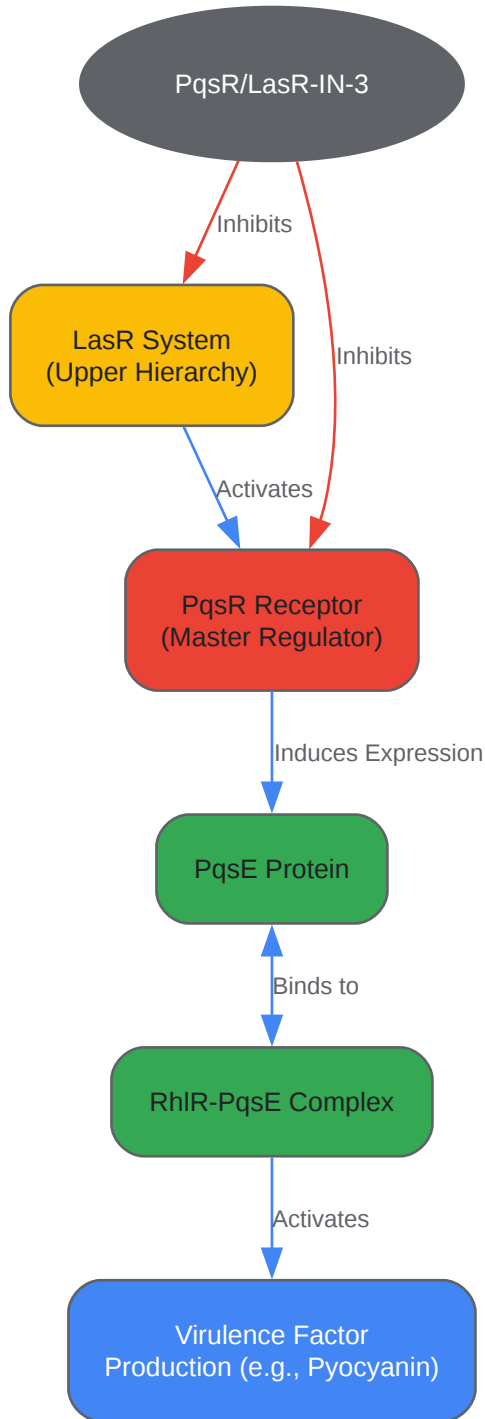 PqsR/LasR-IN-3
Inhibits
LasR System
(Upper Hierarchy)
Inhibits
Activates
PqsR Receptor
(Master Regulator)
Induces Expression
PqsE Protein
Binds to
RhlR-PqsE Complex
Activates
Virulence Factor
Production (e.g., Pyocyanin)